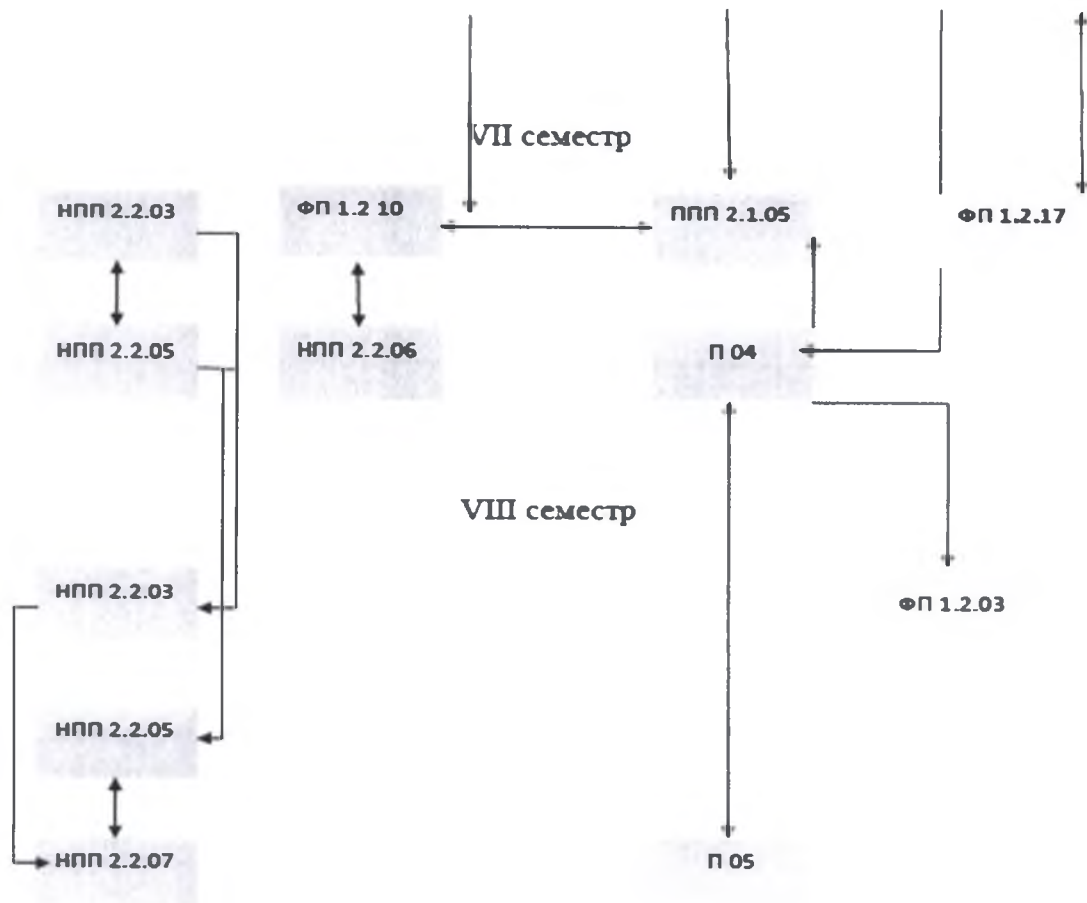 VII семестр
НПП 2.2.03
ФП 1.2 10
ППП 2.1.05
ФП 1.2.17
НПП 2.2.05
НПП 2.2.06
П 04
VIII семестр
НПП 2.2.03
ФП 1.2.03
НПП 2.2.05
НПП 2.2.07
П 05